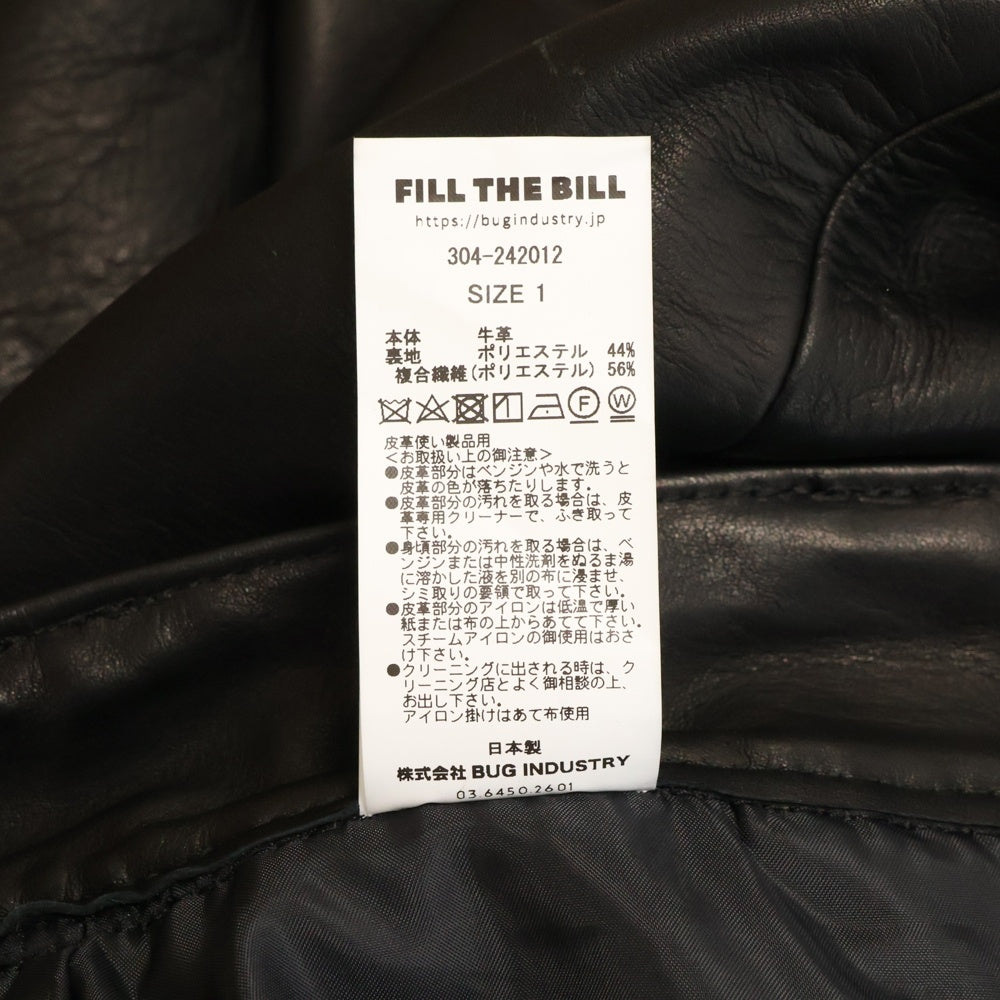 FILL THE BILL
https://bugindustry.jp
304-242012
SIZE 1
本体 牛革
裏地 ポリエステル 44%
複合繊維(ポリエステル) 56%
F W
皮革使い製品用
<お取扱い上の御注意>
●皮革部分はベンジンや水で洗うと
皮革の色が落ちたりします。
●皮革部分の汚れを取る場合は、皮
革専用クリーナーで、ふき取って
下さい。
●身頃部分の汚れを取る場合は、ベ
ンジンまたは中性洗剤をぬるま湯
に溶かした液を別の布に浸ませ、
シミ取りの要領で取って下さい。
●皮革部分のアイロンは低温で厚い
紙または布の上からあてて下さい。
スチームアイロンの御使用はおさ
け下さい。
●クリーニングに出される時は、ク
リーニング店とよく御相談の上、
お出し下さい。
アイロン掛けはあて布使用
日本製
株式会社 BUG INDUSTRY
03.6450.2601